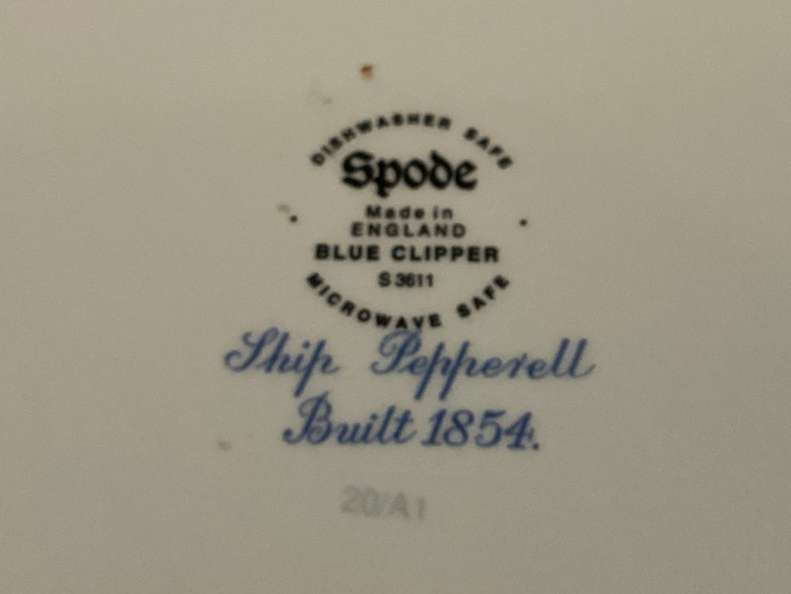 DISHWASHER SAFE
Spode
Made in
ENGLAND
BLUE CLIPPER
S 3611
MICROWAVE SAFE
Ship Pepperell
Built 1854.
20/A1